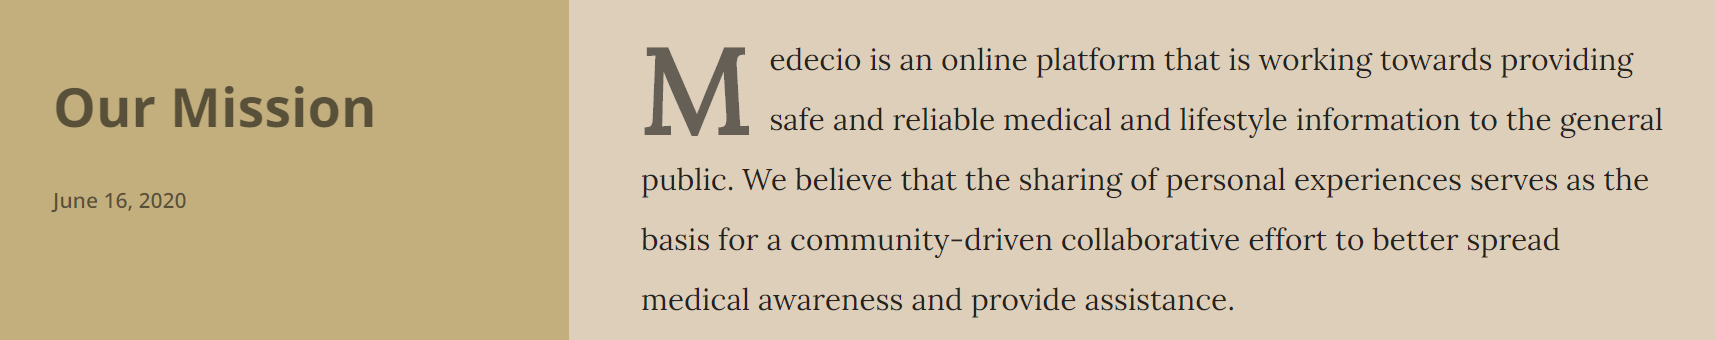 Our Mission
June 16, 2020
Medecio is an online platform that is working towards providing
safe and reliable medical and lifestyle information to the general
public. We believe that the sharing of personal experiences serves as the
basis for a community-driven collaborative effort to better spread
medical awareness and provide assistance.